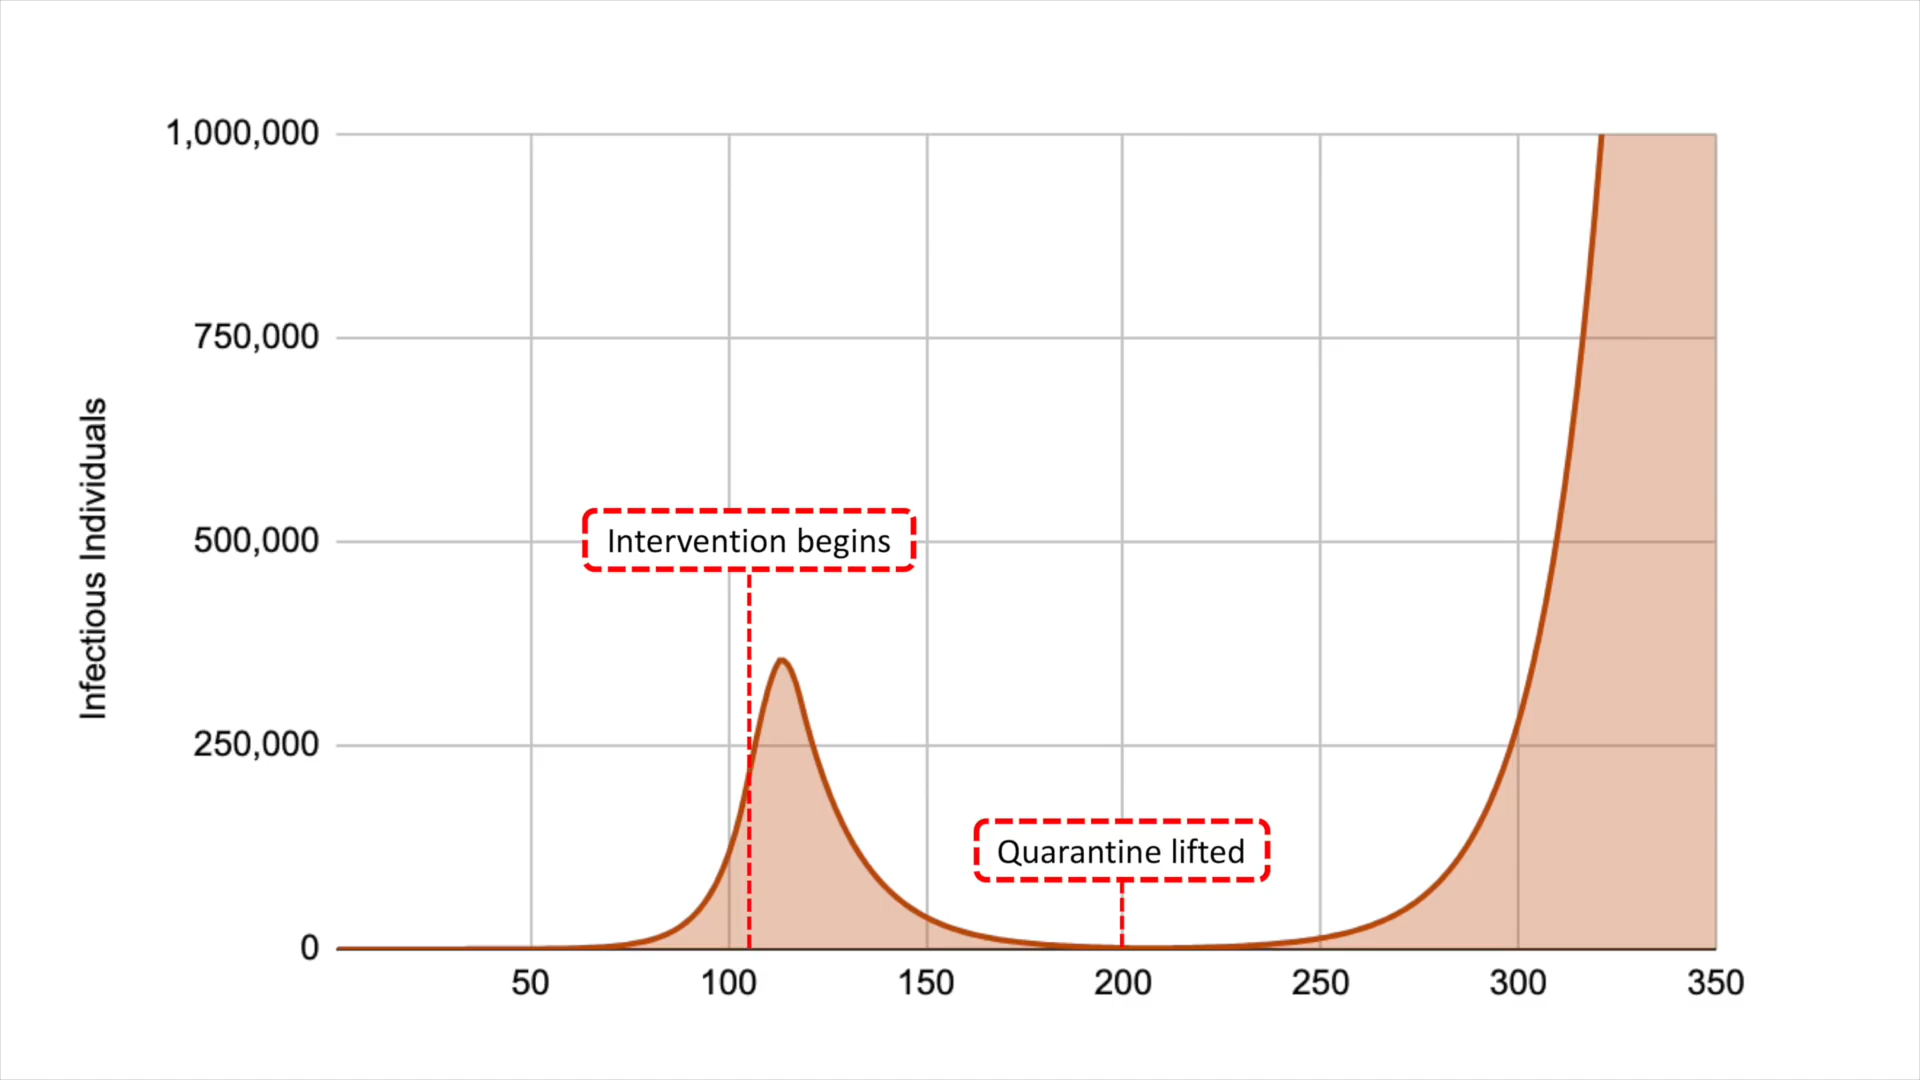 1,000,000
750,000
500,000
250,000
0
Infectious Individuals
Intervention begins
Quarantine lifted
50 100 150 200 250 300 350